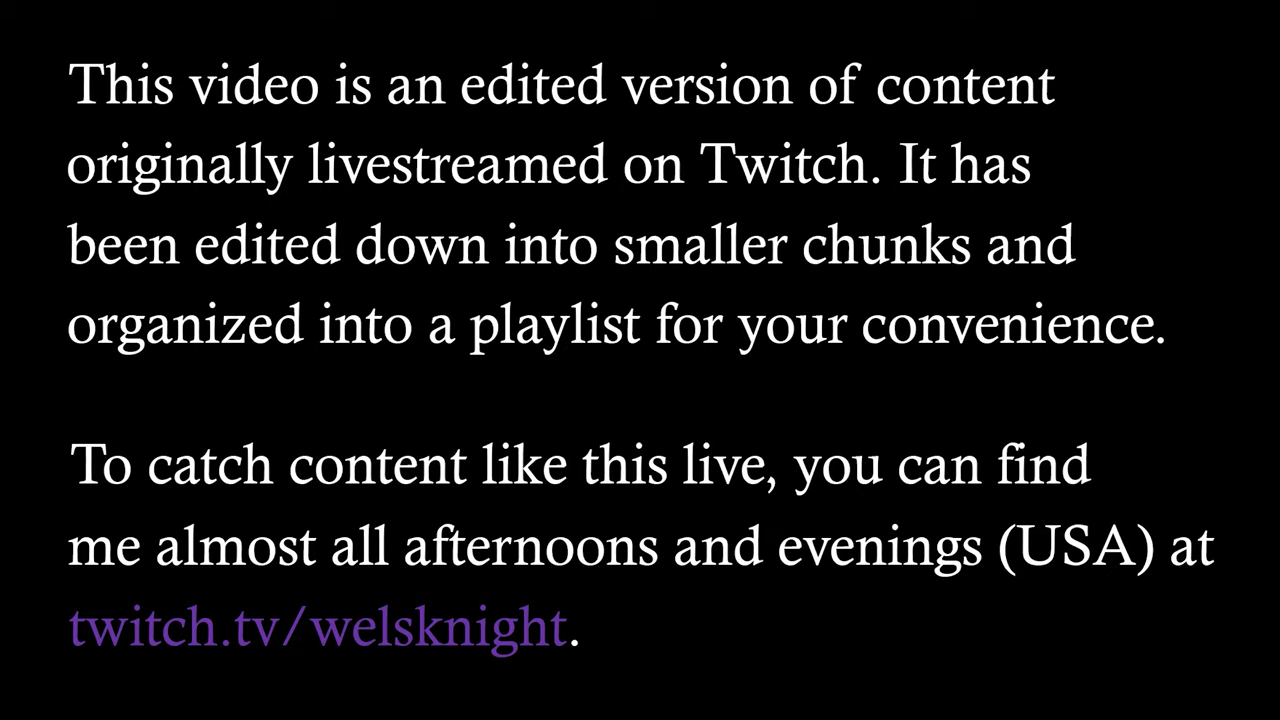 This video is an edited version of content
originally livestreamed on Twitch. It has
been edited down into smaller chunks and
organized into a playlist for your convenience.
To catch content like this live, you can find
me almost all afternoons and evenings (USA) at
twitch.tv/welsknight.